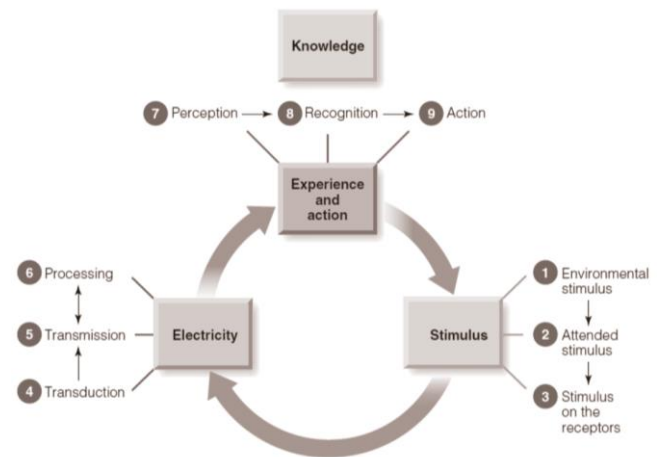 Knowledge
7 Perception
8 Recognition
9 Action
Experience
and
action
6 Processing
5 Transmission
4 Transduction
Electricity
Stimulus
1 Environmental
stimulus
2 Attended
stimulus
3 Stimulus
on the
receptors